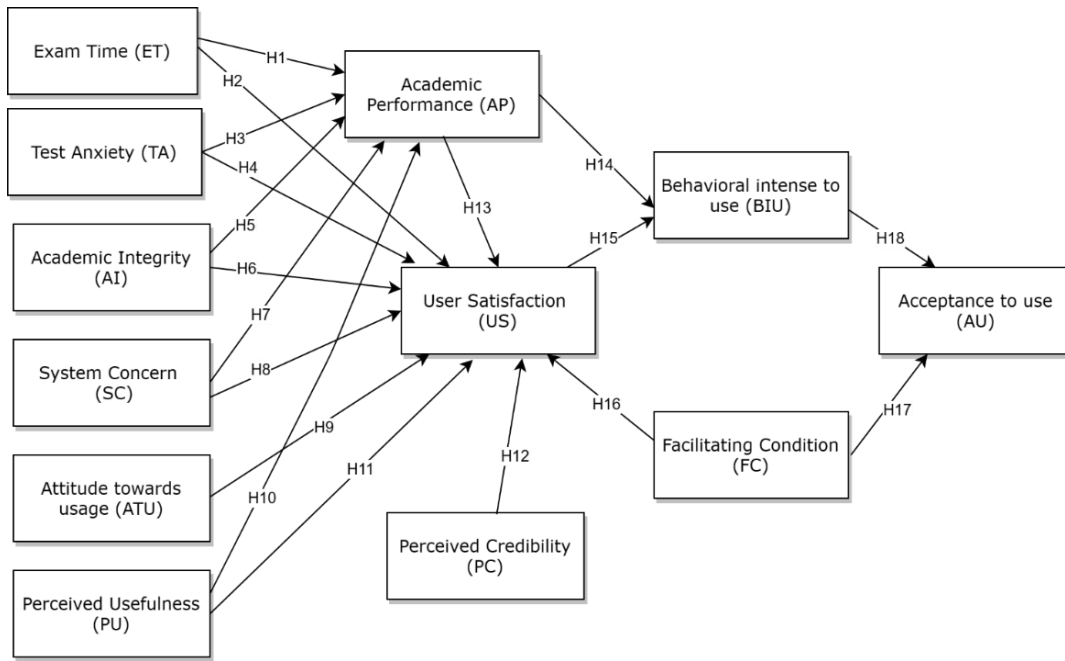 Exam Time (ET)
H1
H2
Academic
Performance (AP)
Test Anxiety (TA)
H3
H4
H14
Behavioral intense to
use (BIU)
H13
Academic Integrity
(AI)
H5
H6
H15
H18
User Satisfaction
(US)
Acceptance to use
(AU)
H7
System Concern
(SC)
H8
H16
H17
H9
Facilitating Condition
(FC)
H11
H12
H10
Attitude towards
usage (ATU)
Perceived Credibility
(PC)
Perceived Usefulness
(PU)